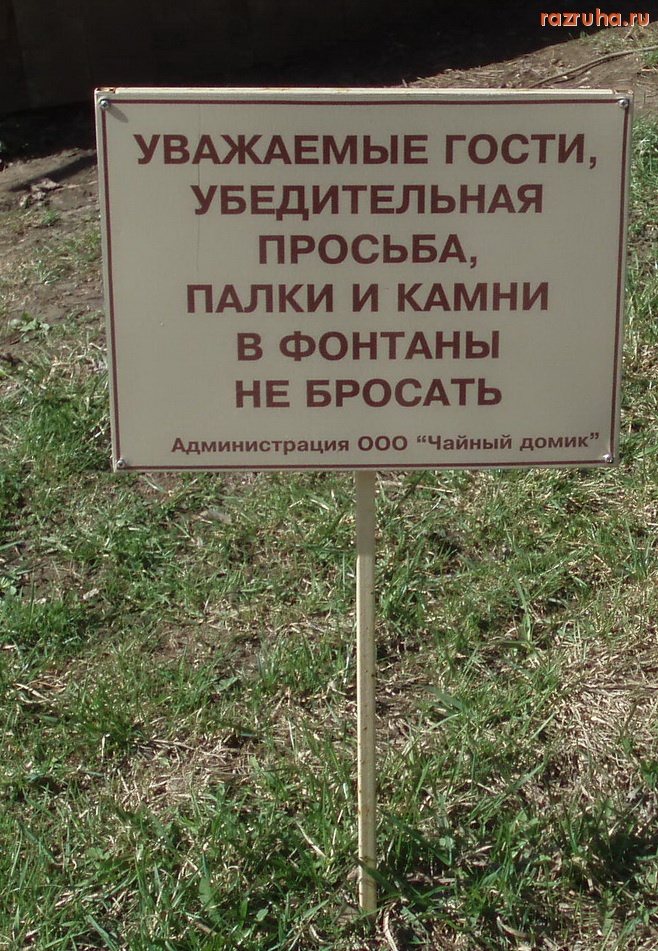 razruha.ru
УВАЖАЕМЫЕ ГОСТИ,
УБЕДИТЕЛЬНАЯ
ПРОСЬБА,
ПАЛКИ И КАМНИ
В ФОНТАНЫ
НЕ БРОСАТЬ
Администрация ООО “Чайный домик”